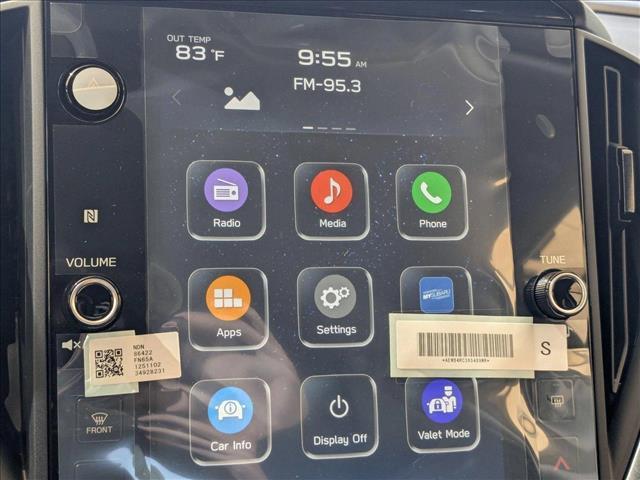 OUT TEMP
83°F
9:55 AM
FM-95.3
Radio
Media
Phone
VOLUME
TUNE
Apps
Settings
MYSUBARU
NDN
86422
FN65A
1251102
34928231
S
FRONT
Car Info
Display Off
Valet Mode